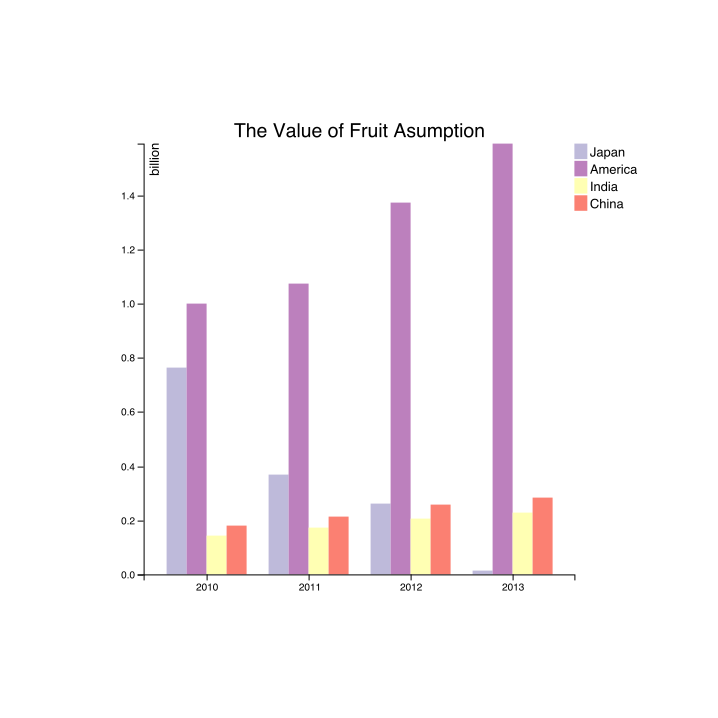 The Value of Fruit Asumption
billion
Japan
America
India
China
1.4
1.2
1.0
0.8
0.6
0.4
0.2
0.0
2010 2011 2012 2013